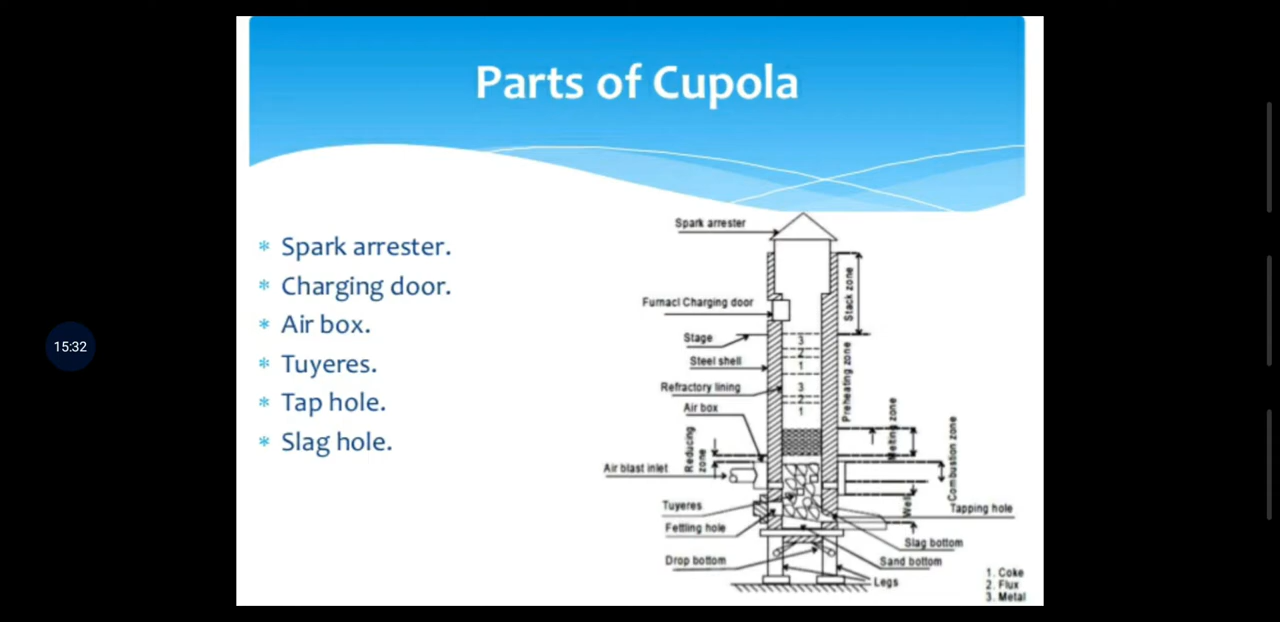 Parts of Cupola
* Spark arrester.
* Charging door.
* Air box.
* Tuyeres.
* Tap hole.
* Slag hole.
15:32
Spark arrester
Furnacl Charging door
Stage
Steel shell
Refractory lining
Air box
Reducing
zone
Air blast inlet
Tuyeres
Fettling hole
Drop bottom
3
2
1
3
2
1
Stack zone
Preheating zone
Melting zone
Combustion zone
Well
Tapping hole
Slag bottom
Sand bottom
Legs
1. Coke
2. Flux
3. Metal